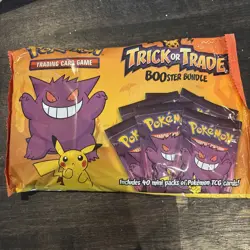 Pokémon
TRADING CARD GAME
TRICK OR TRADE
BOOSTER BUNDLE
Pokémon
Pokémon
Includes 40 mini packs of Pokémon TCG cards!